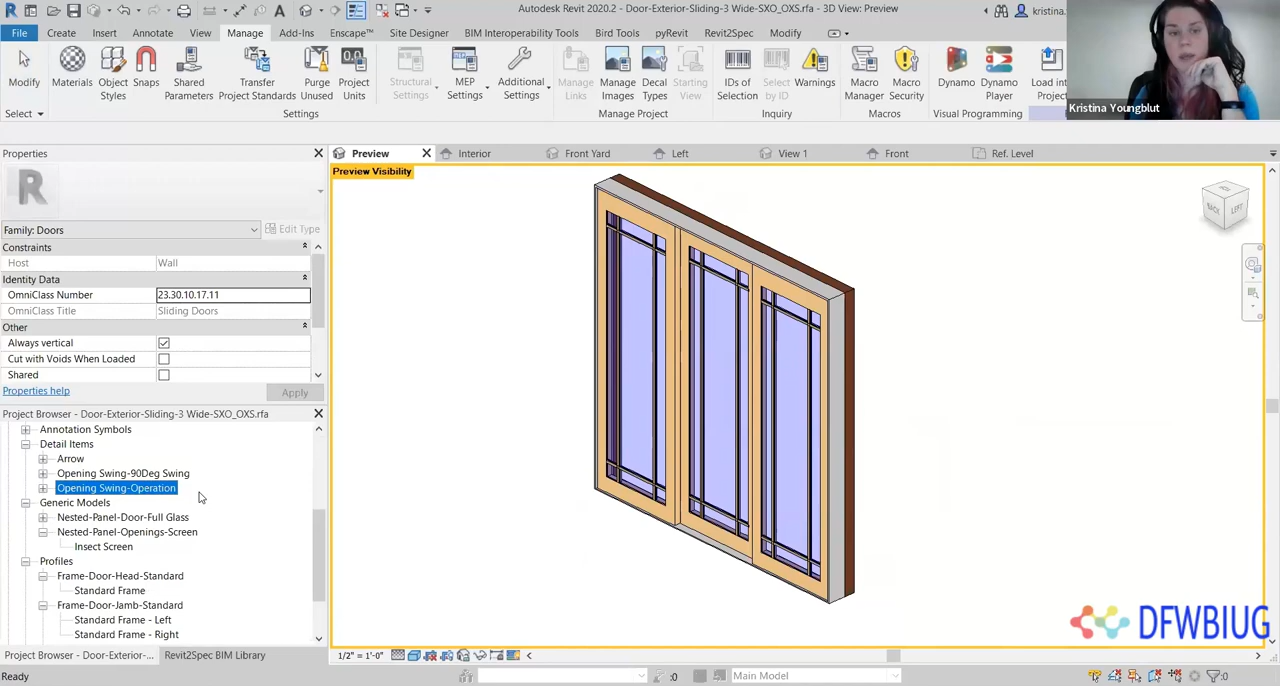 Autodesk Revit 2020.2 - Door-Exterior-Sliding-3 Wide-SXO_OXS.rfa - 3D View: Preview
kristina.
File Create Insert Annotate View Manage Add-Ins Enscape™ Site Designer BIM Interoperability Tools Bird Tools pyRevit Revit2Spec Modify
Modify Materials Object Styles Snaps Shared Parameters Transfer Project Standards Purge Unused Project Units Structural Settings MEP Settings Additional Settings Manage Links Manage Images Decal Types Starting View IDs of Selection Select by ID Warnings Macro Manager Macro Security Dynamo Dynamo Player Load into Project
Kristina Youngblut
Select Settings Manage Project Inquiry Macros Visual Programming
Properties
Preview Interior Front Yard Left View 1 Front Ref. Level
Preview Visibility
R
BACK LEFT
Family: Doors Edit Type
Constraints
Host Wall
Identity Data
OmniClass Number 23.30.10.17.11
OmniClass Title Sliding Doors
Other
Always vertical
Cut with Voids When Loaded
Shared
Properties help Apply
Project Browser - Door-Exterior-Sliding-3 Wide-SXO_OXS.rfa
Annotation Symbols
Detail Items
Arrow
Opening Swing-90Deg Swing
Opening Swing-Operation
Generic Models
Nested-Panel-Door-Full Glass
Nested-Panel-Openings-Screen
Insect Screen
Profiles
Frame-Door-Head-Standard
Standard Frame
Frame-Door-Jamb-Standard
Standard Frame - Left
Standard Frame - Right
DFWBIUG
Project Browser - Door-Exterior-... Revit2Spec BIM Library
1/2" = 1'-0"
Ready :0 Main Model :0